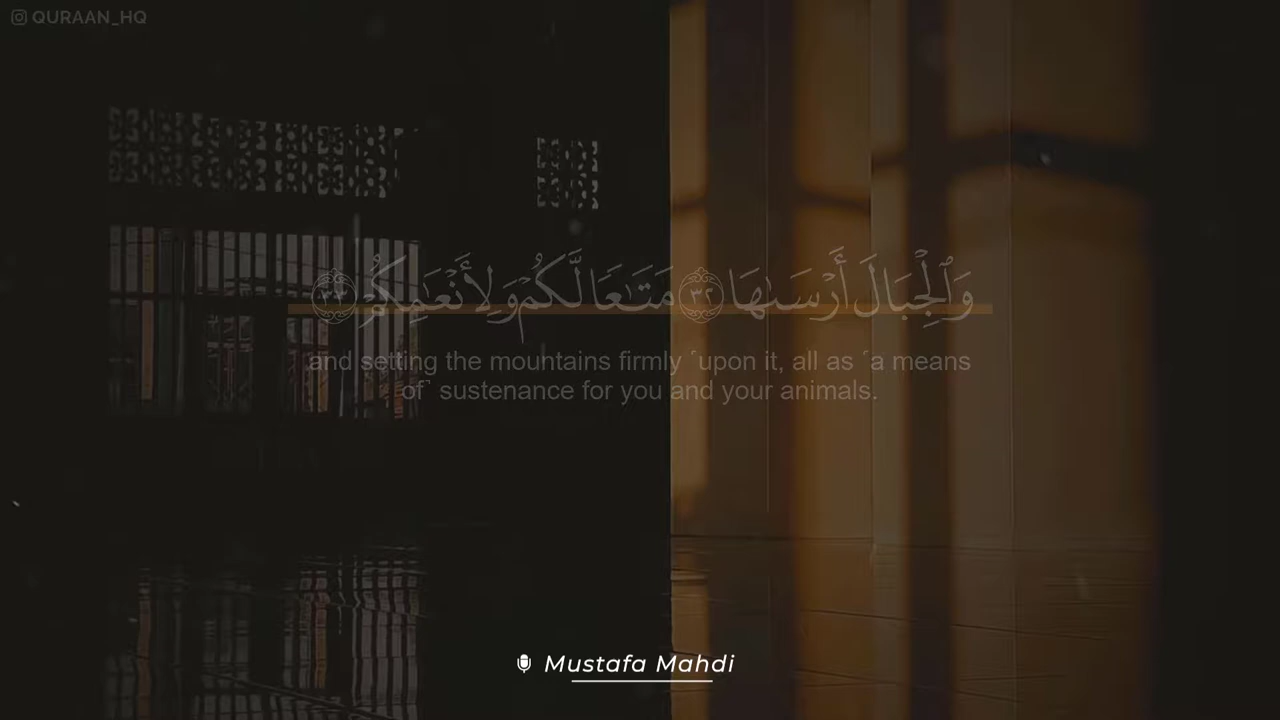 QURAAN_HQ
وَٱلْجِبَالَ أَرْسَىٰهَا ٣٢ مَتَـٰعًا لَّكُمْ وَلِأَنْعَـٰمِكُمْ ٣٣
and setting the mountains firmly ˹upon it, all as ˹a means
of˺ sustenance for you and your animals.
Mustafa Mahdi